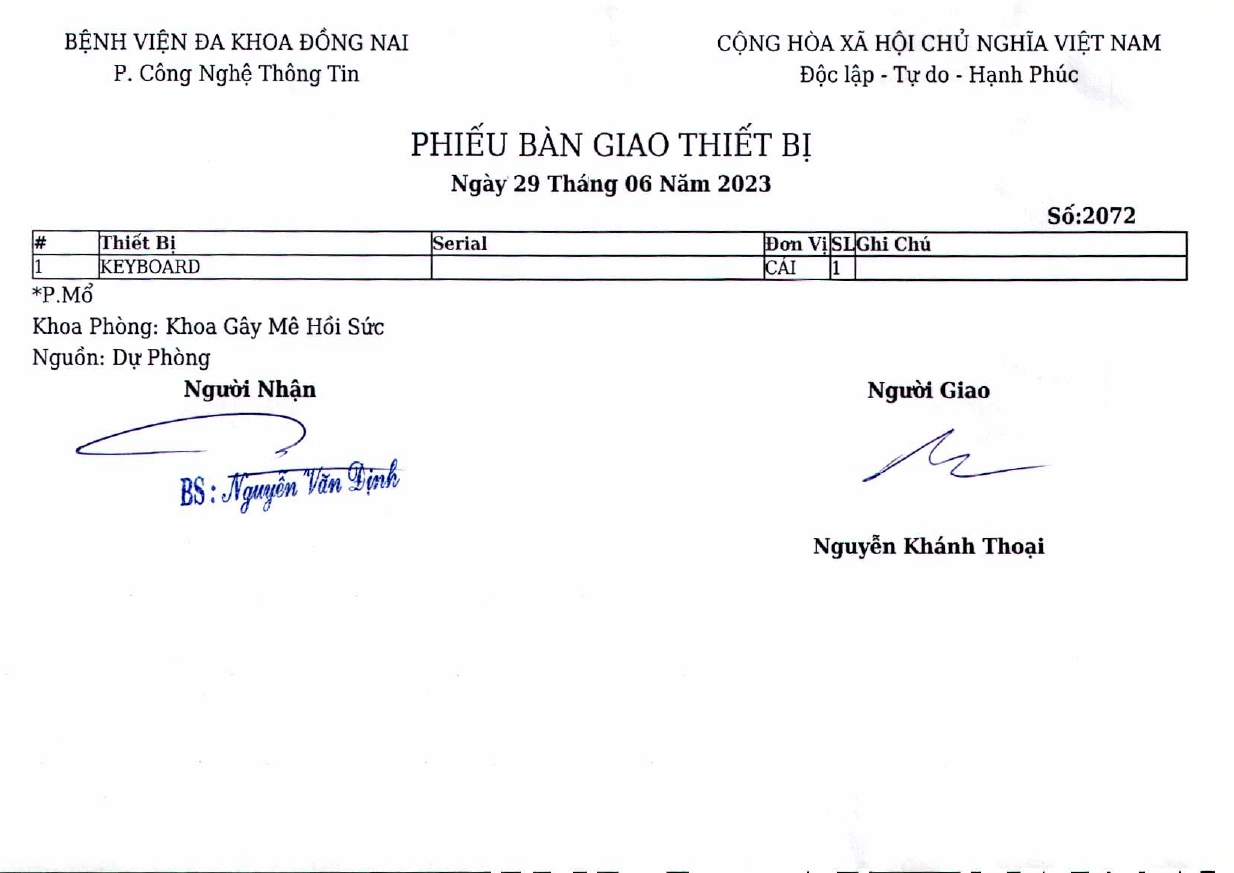 BỆNH VIỆN ĐA KHOA ĐỒNG NAI
P. Công Nghệ Thông Tin
CỘNG HÒA XÃ HỘI CHỦ NGHĨA VIỆT NAM
Độc lập - Tự do - Hạnh Phúc
PHIẾU BÀN GIAO THIẾT BỊ
Ngày 29 Tháng 06 Năm 2023
Số:2072
# Thiết Bị Serial Đơn Vị SL Ghi Chú
1 KEYBOARD CÁI 1
*P.Mổ
Khoa Phòng: Khoa Gây Mê Hồi Sức
Nguồn: Dự Phòng
Người Nhận
Người Giao
BS: Nguyễn Văn Định
Nguyễn Khánh Thoại